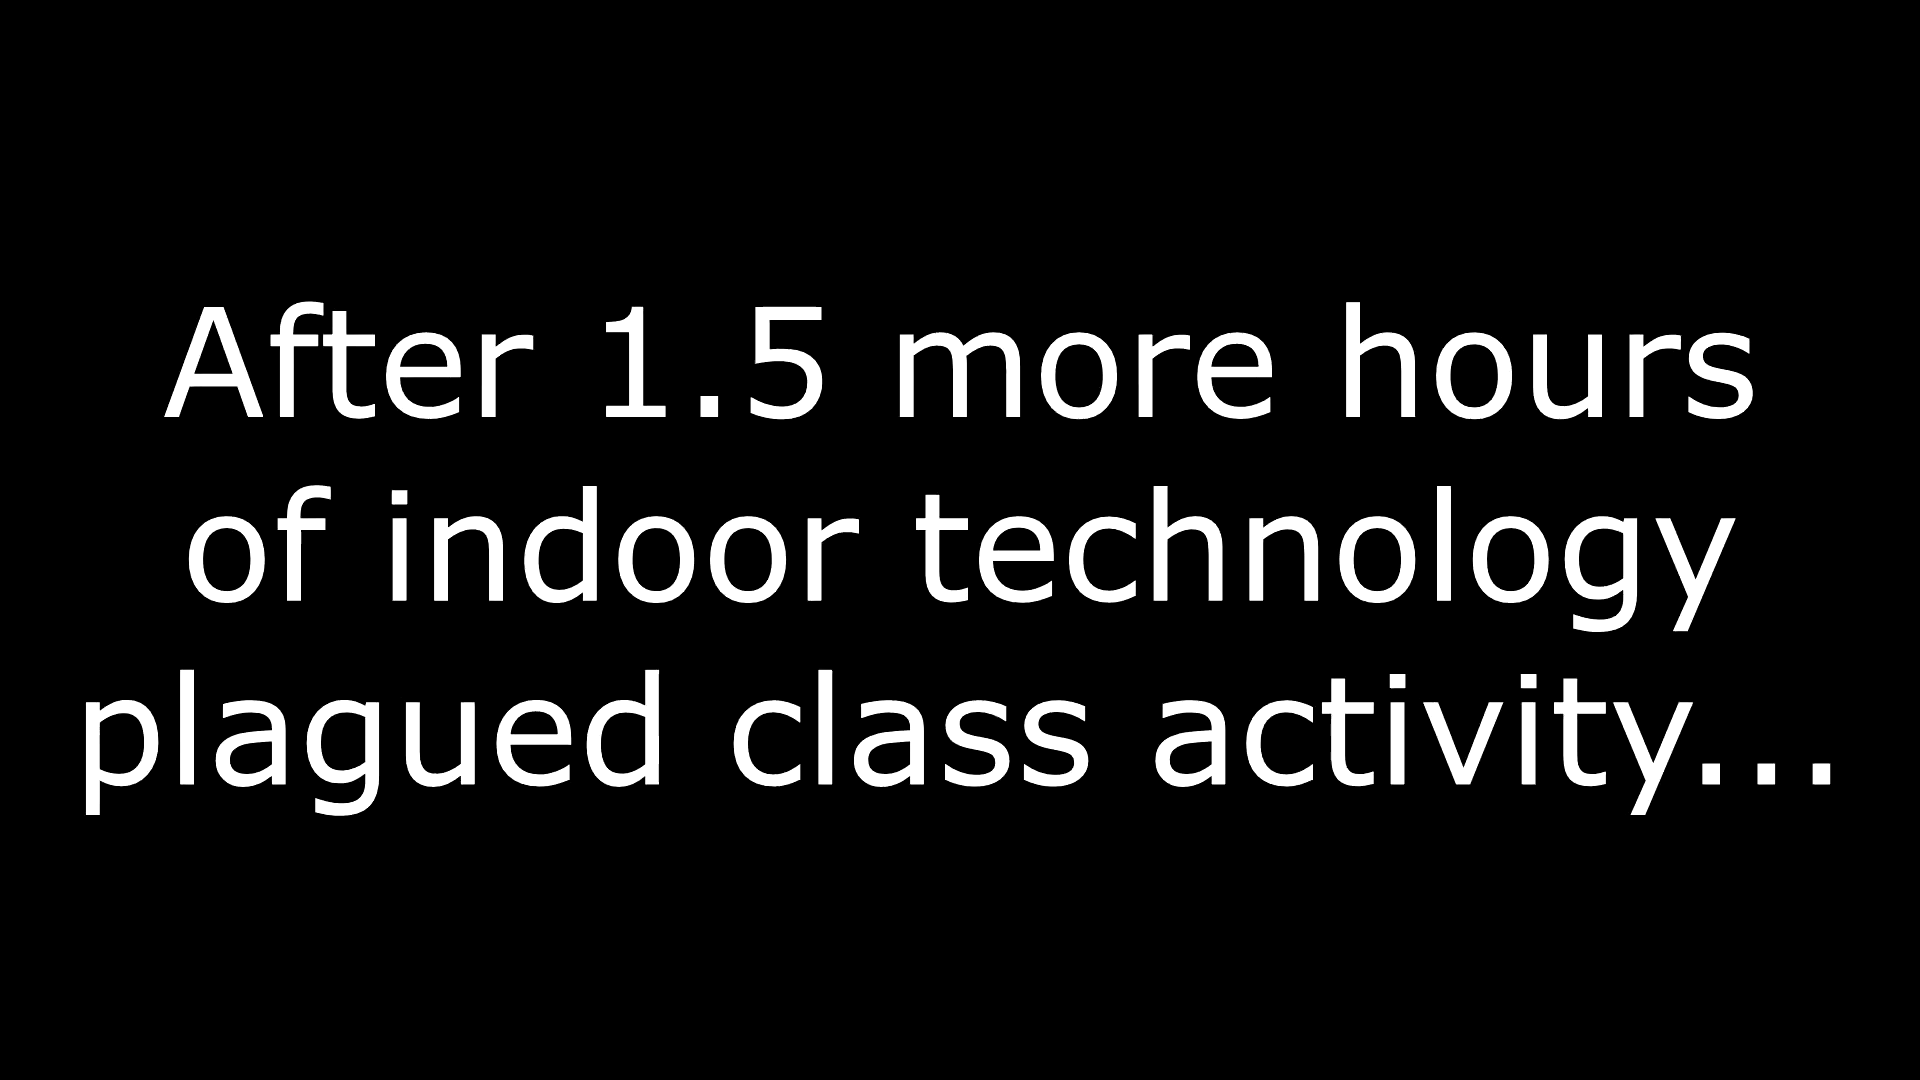 After 1.5 more hours
of indoor technology
plagued class activity...